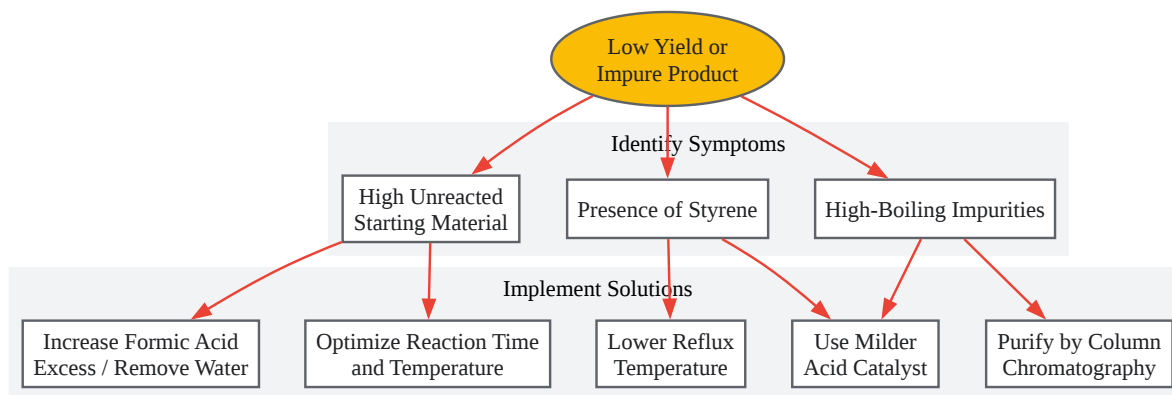 Low Yield or
Impure Product
Identify Symptoms
High Unreacted
Starting Material
Presence of Styrene
High-Boiling Impurities
Implement Solutions
Increase Formic Acid
Excess / Remove Water
Optimize Reaction Time
and Temperature
Lower Reflux
Temperature
Use Milder
Acid Catalyst
Purify by Column
Chromatography